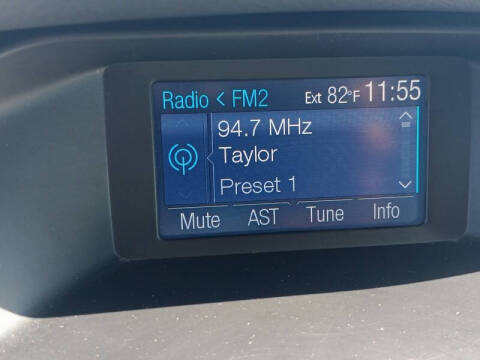 Radio < FM2 Ext 82°F 11:55
94.7 MHz
Taylor
Preset 1
Mute AST Tune Info